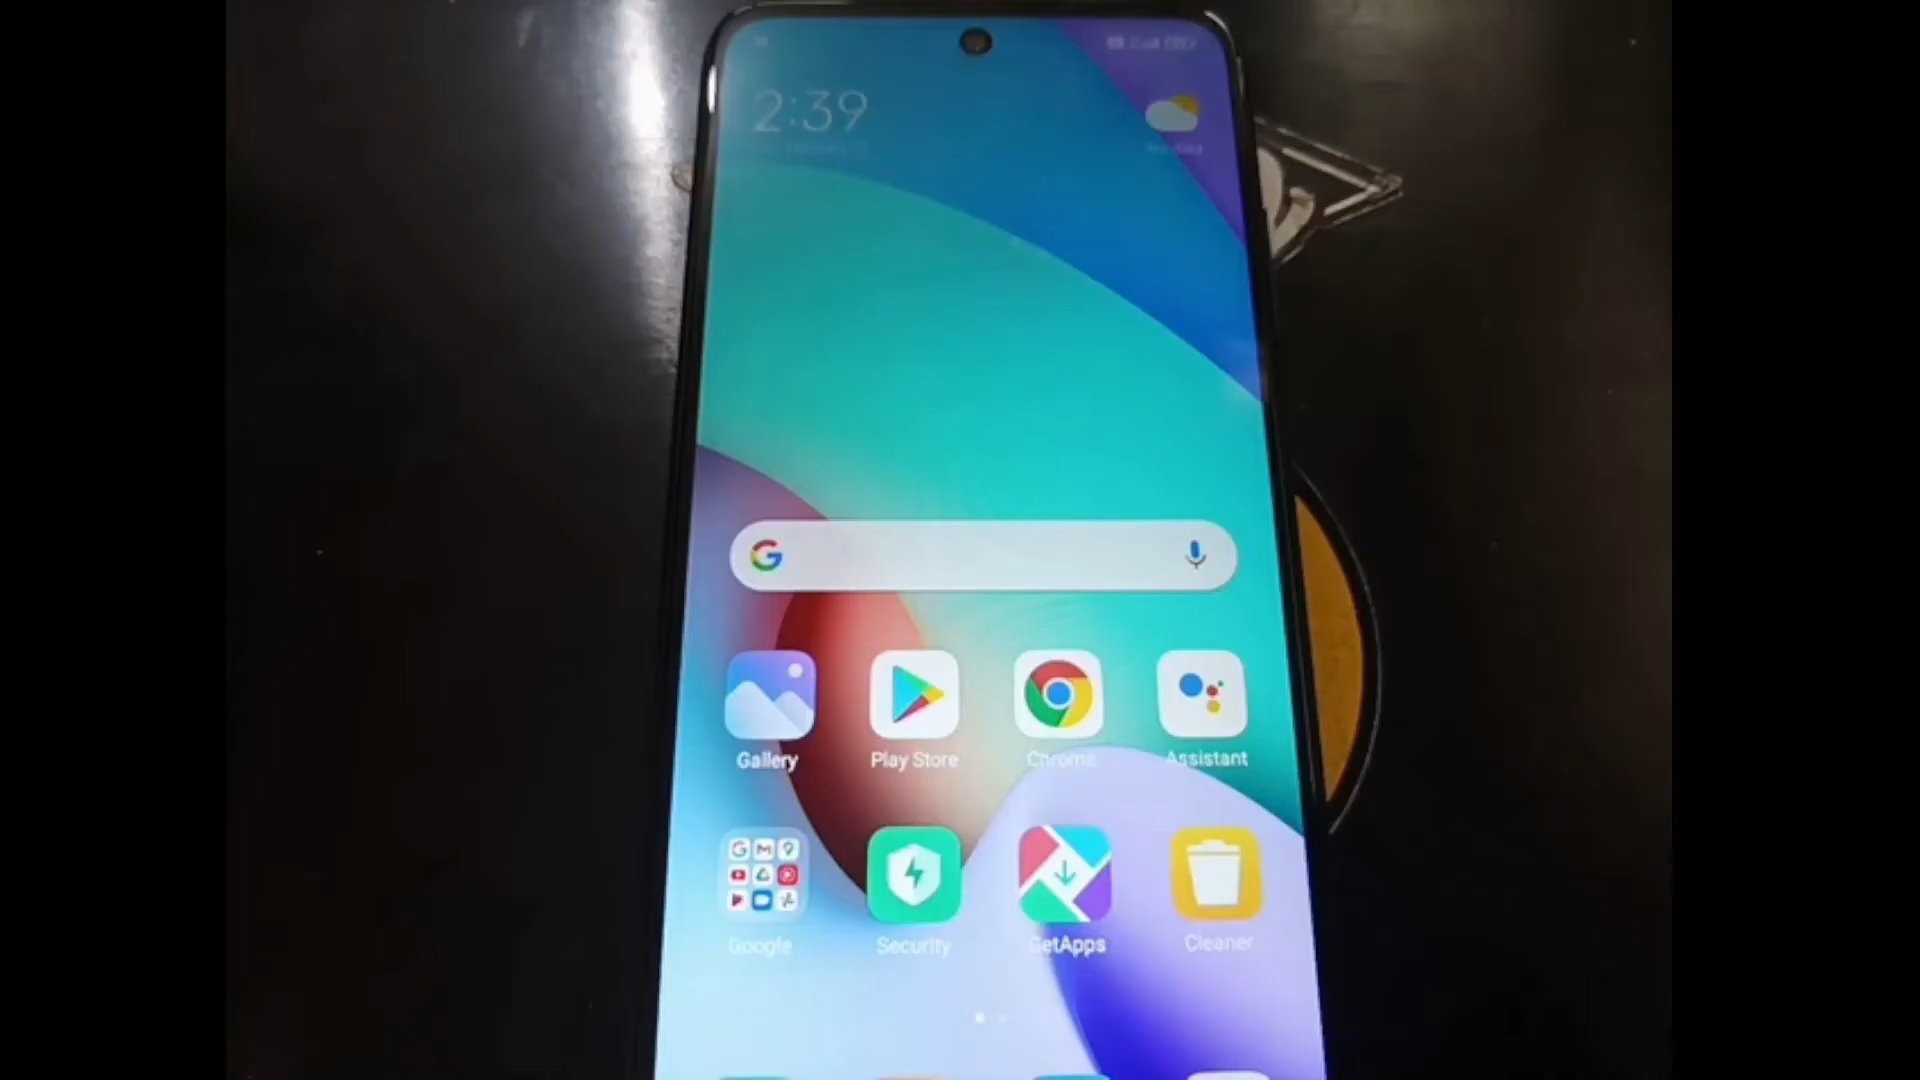 2:39
Gallery
Play Store
Chrome
Assistant
Google
Security
GetApps
Cleaner